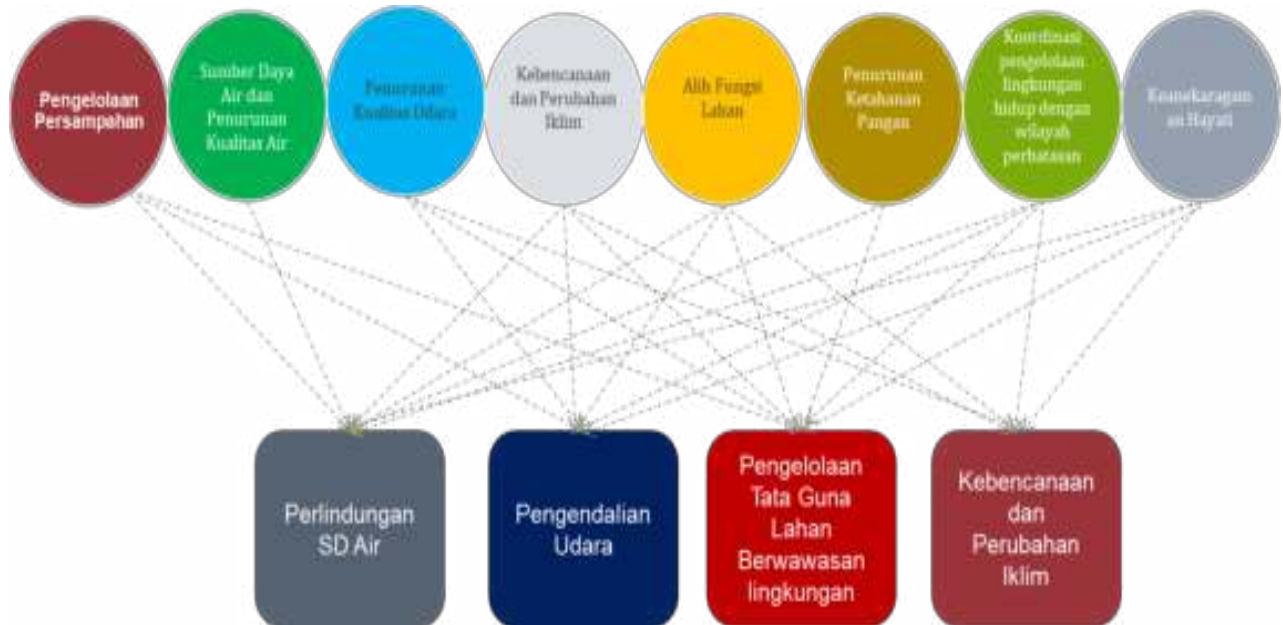 Pengelolaan
Persampahan
Sumber Daya
Air dan
Penurunan
Kualitas Air
Penurunan
Kualitas Udara
Kebencanaan
dan Perubahan
Iklim
Alih Fungsi
Lahan
Penurunan
Ketahanan
Pangan
Koordinasi
pengelolaan
lingkungan
hidup dengan
wilayah
perbatasan
Keanekaragam
an Hayati
Perlindungan
SD Air
Pengendalian
Udara
Pengelolaan
Tata Guna
Lahan
Berwawasan
lingkungan
Kebencanaan
dan
Perubahan
Iklim